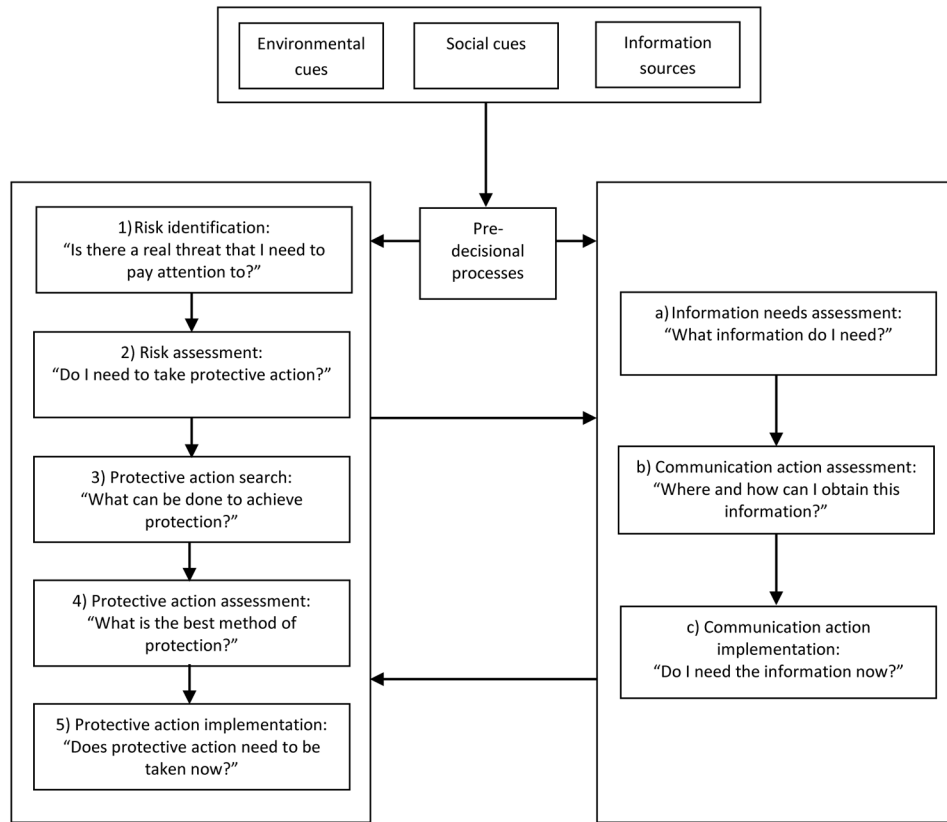 Environmental
cues
Social cues
Information
sources
Pre-
decisional
processes
1) Risk identification:
“Is there a real threat that I need to
pay attention to?”
2) Risk assessment:
“Do I need to take protective action?”
3) Protective action search:
“What can be done to achieve
protection?”
4) Protective action assessment:
“What is the best method of
protection?”
5) Protective action implementation:
“Does protective action need to be
taken now?”
a) Information needs assessment:
“What information do I need?”
b) Communication action assessment:
“Where and how can I obtain this
information?”
c) Communication action
implementation:
“Do I need the information now?”